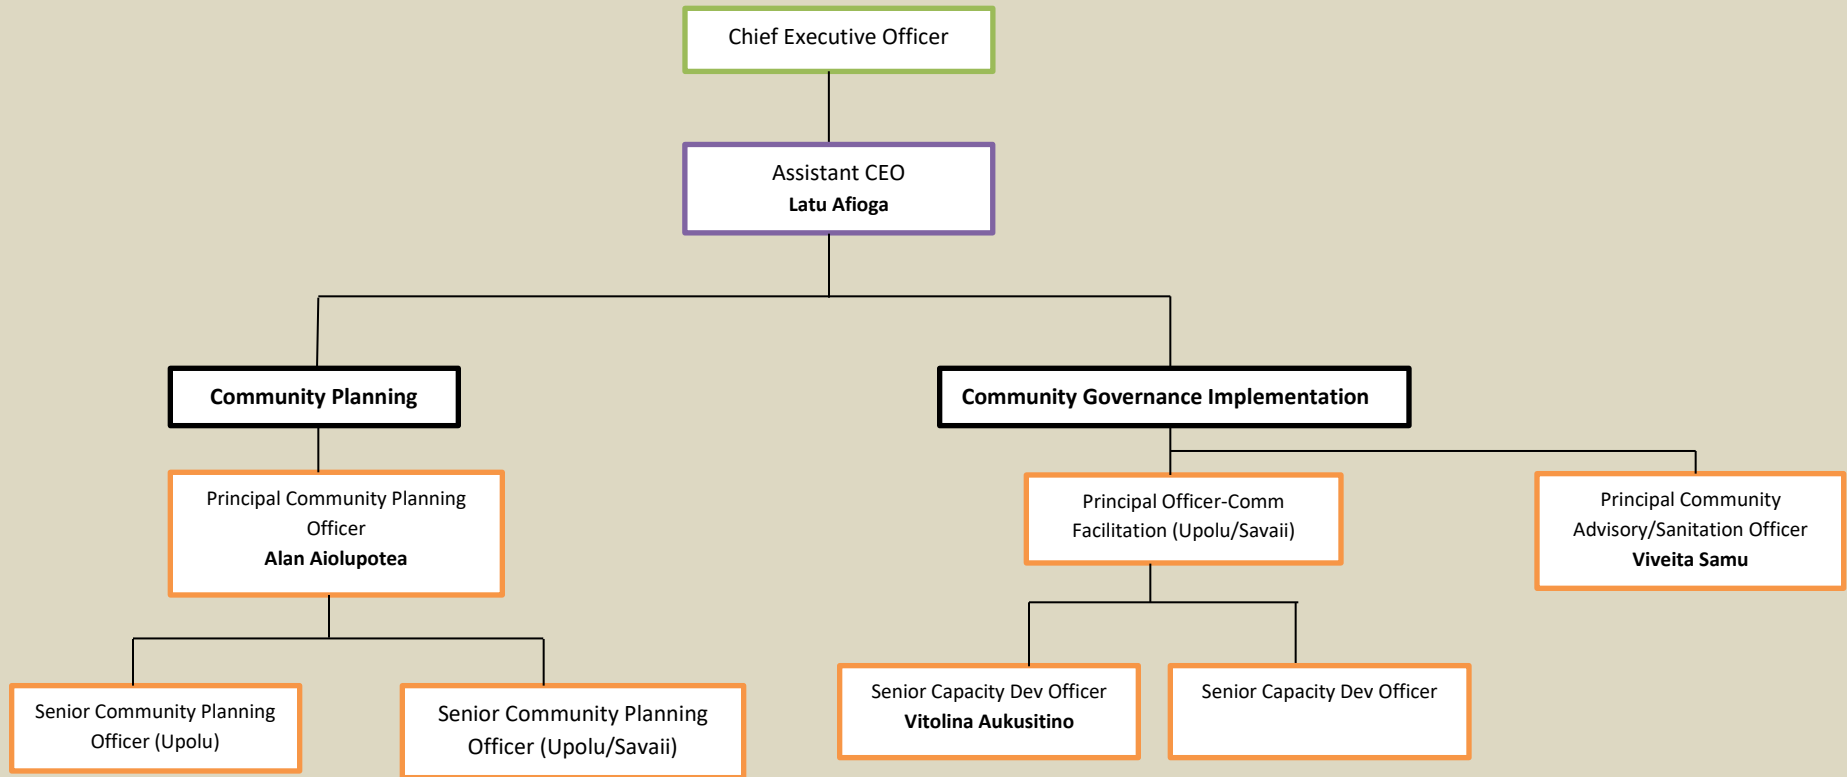 Chief Executive Officer
Assistant CEO
Latu Afioga
Community Planning
Community Governance Implementation
Principal Community Planning
Officer
Alan Aiolupotea
Principal Officer-Comm
Facilitation (Upolu/Savaii)
Principal Community
Advisory/Sanitation Officer
Viveita Samu
Senior Community Planning
Officer (Upolu)
Senior Community Planning
Officer (Upolu/Savaii)
Senior Capacity Dev Officer
Vitolina Aukusitino
Senior Capacity Dev Officer